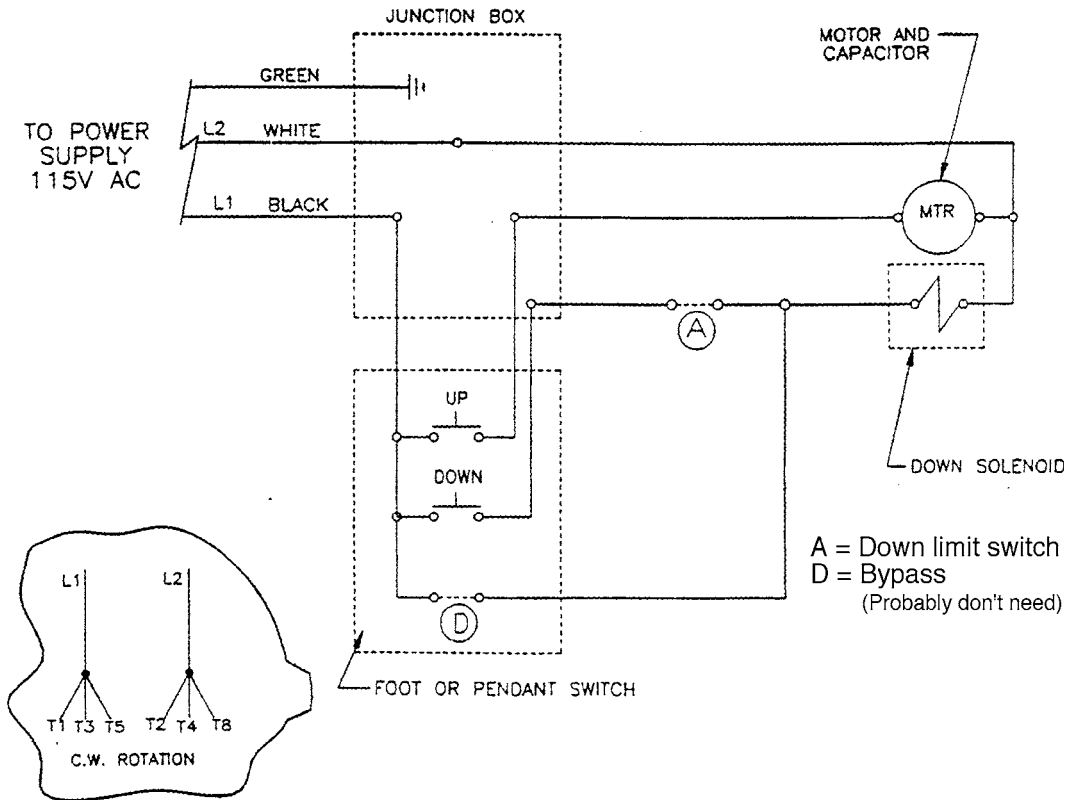 JUNCTION BOX
MOTOR AND
CAPACITOR
GREEN
TO POWER
SUPPLY
115V AC
L2 WHITE
L1 BLACK
MTR
A
UP
DOWN
DOWN SOLENOID
A = Down limit switch
D = Bypass
(Probably don't need)
D
FOOT OR PENDANT SWITCH
L1 L2
T1 T3 T5 T2 T4 T8
C.W. ROTATION